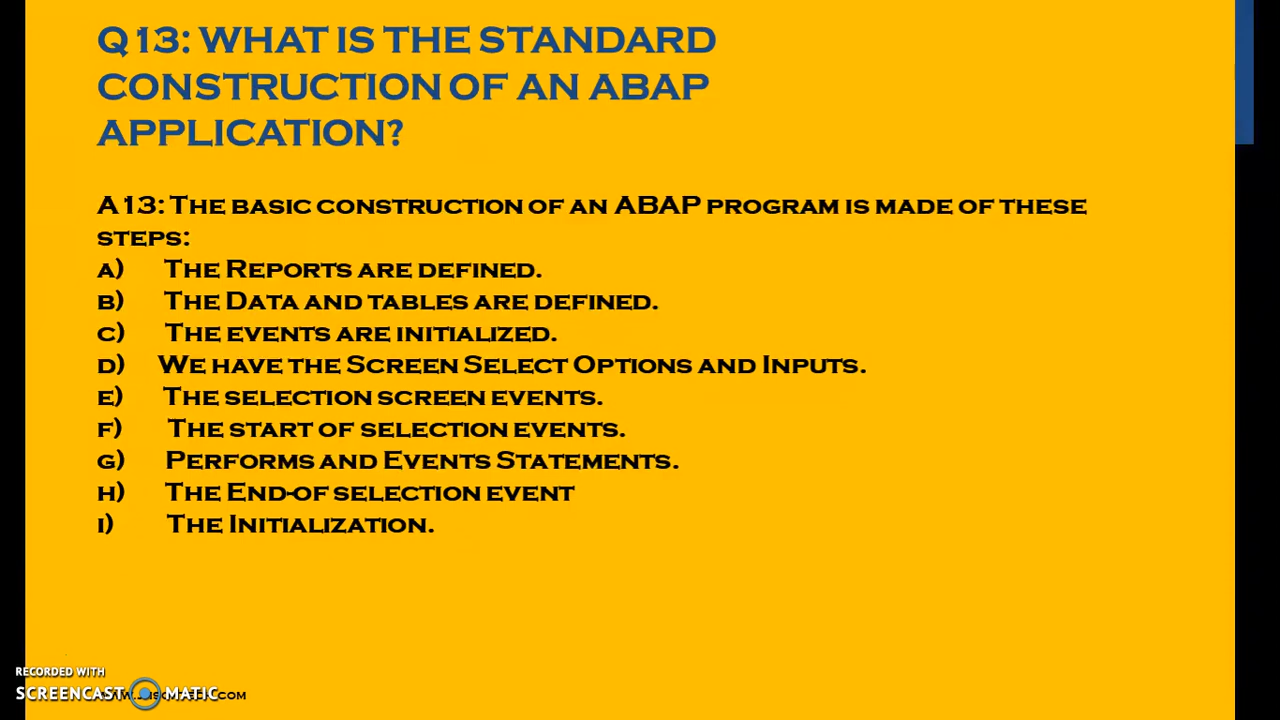 Q13: WHAT IS THE STANDARD
CONSTRUCTION OF AN ABAP
APPLICATION?
A13: THE BASIC CONSTRUCTION OF AN ABAP PROGRAM IS MADE OF THESE
STEPS:
A) THE REPORTS ARE DEFINED.
B) THE DATA AND TABLES ARE DEFINED.
C) THE EVENTS ARE INITIALIZED.
D) WE HAVE THE SCREEN SELECT OPTIONS AND INPUTS.
E) THE SELECTION SCREEN EVENTS.
F) THE START OF SELECTION EVENTS.
G) PERFORMS AND EVENTS STATEMENTS.
H) THE END-OF SELECTION EVENT
I) THE INITIALIZATION.
RECORDED WITH
SCREENCAST MATIC